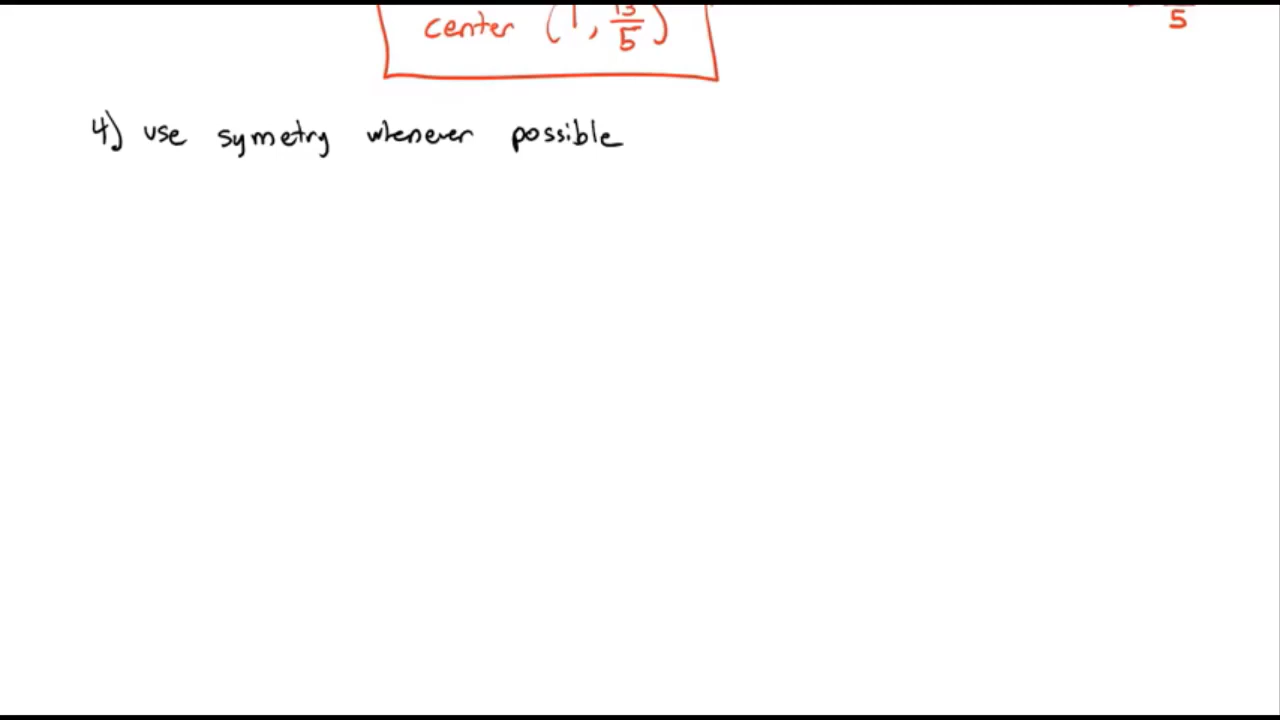 center (1, 13/5)
5
4) use symetry whenever possible